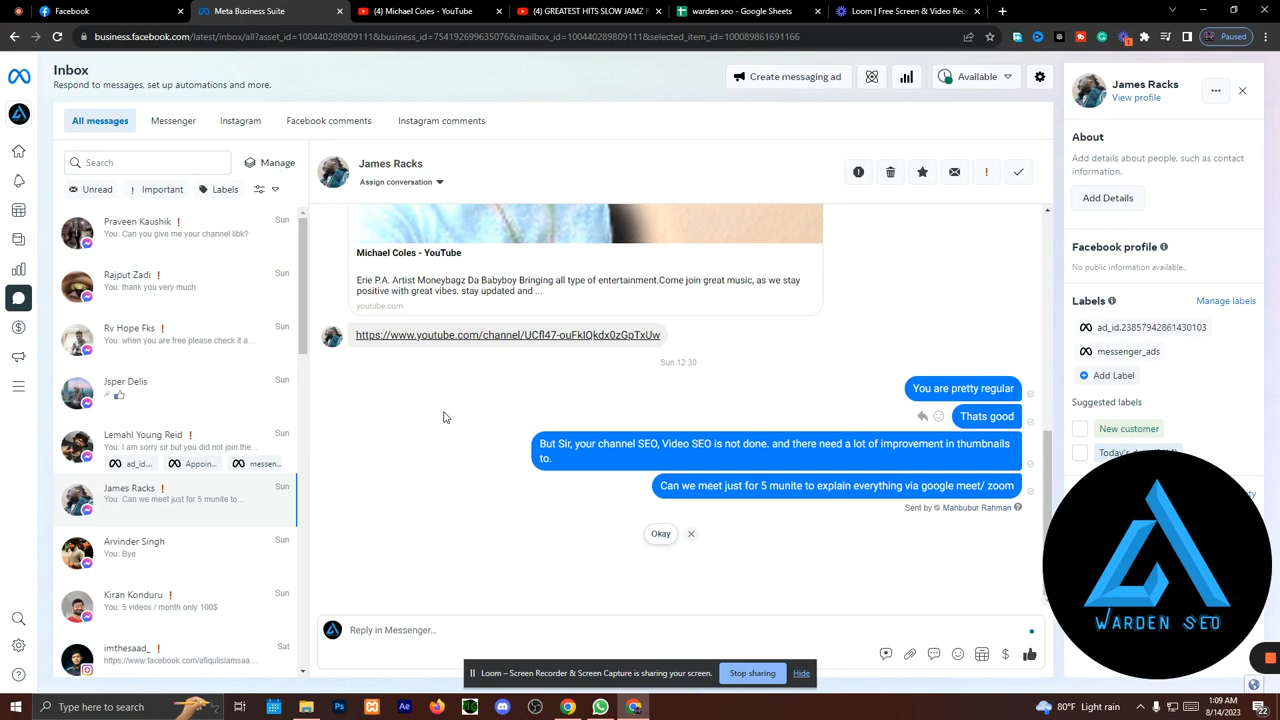 Facebook
Meta Business Suite
(4) Michael Coles - YouTube
(4) GREATEST HITS SLOW JAMZ
warden seo - Google Sheets
Loom | Free Screen & Video Rec
business.facebook.com/latest/inbox/all?asset_id=100440289809111&business_id=754192699635076&mailbox_id=100440289809111&selected_item_id=100089861691166
Paused
Inbox
Respond to messages, set up automations and more.
Create messaging ad
Available
All messages
Messenger
Instagram
Facebook comments
Instagram comments
Search
Manage
Unread
Important
Labels
Praveen Kaushik
Sun
You: Can you give me your channel libk?
Rajput Zadi
Sun
You: thank you very much
Rv Hope Fks
Sun
You: when you are free please check it a...
Jsper Delis
Sun
Lemahl Young Reid
Sun
You: I am sorry sir but you did not join the...
ad_id....
Appoin...
messen...
James Racks
Sun
You: Can we meet just for 5 munite to...
Arvinder Singh
Sun
You: Bye
Kiran Konduru
Sun
You: 5 videos / month only 100$
imthesaad_
Sat
https://www.facebook.com/afiqulislamsaa...
James Racks
Assign conversation
Michael Coles - YouTube
Erie P.A. Artist Moneybagz Da Babyboy Bringing all type of entertainment.Come join great music, as we stay
positive with great vibes. stay updated and ...
youtube.com
https://www.youtube.com/channel/UCfl47-ouFkIQkdx0zGpTxUw
Sun 12:30
You are pretty regular
Thats good
But Sir, your channel SEO, Video SEO is not done. and there need a lot of improvement in thumbnails
to.
Can we meet just for 5 munite to explain everything via google meet/ zoom
Sent by Mahbubur Rahman
Okay
Reply in Messenger...
James Racks
View profile
About
Add details about people, such as contact
information.
Add Details
Facebook profile
No public information available.
Labels
Manage labels
ad_id.23857942861430103
messenger_ads
Add Label
Suggested labels
New customer
WARDEN SEO
Loom – Screen Recorder & Screen Capture is sharing your screen.
Stop sharing
Hide
Type here to search
Ps
Ae
80°F Light rain
1:09 AM
8/14/2023
22